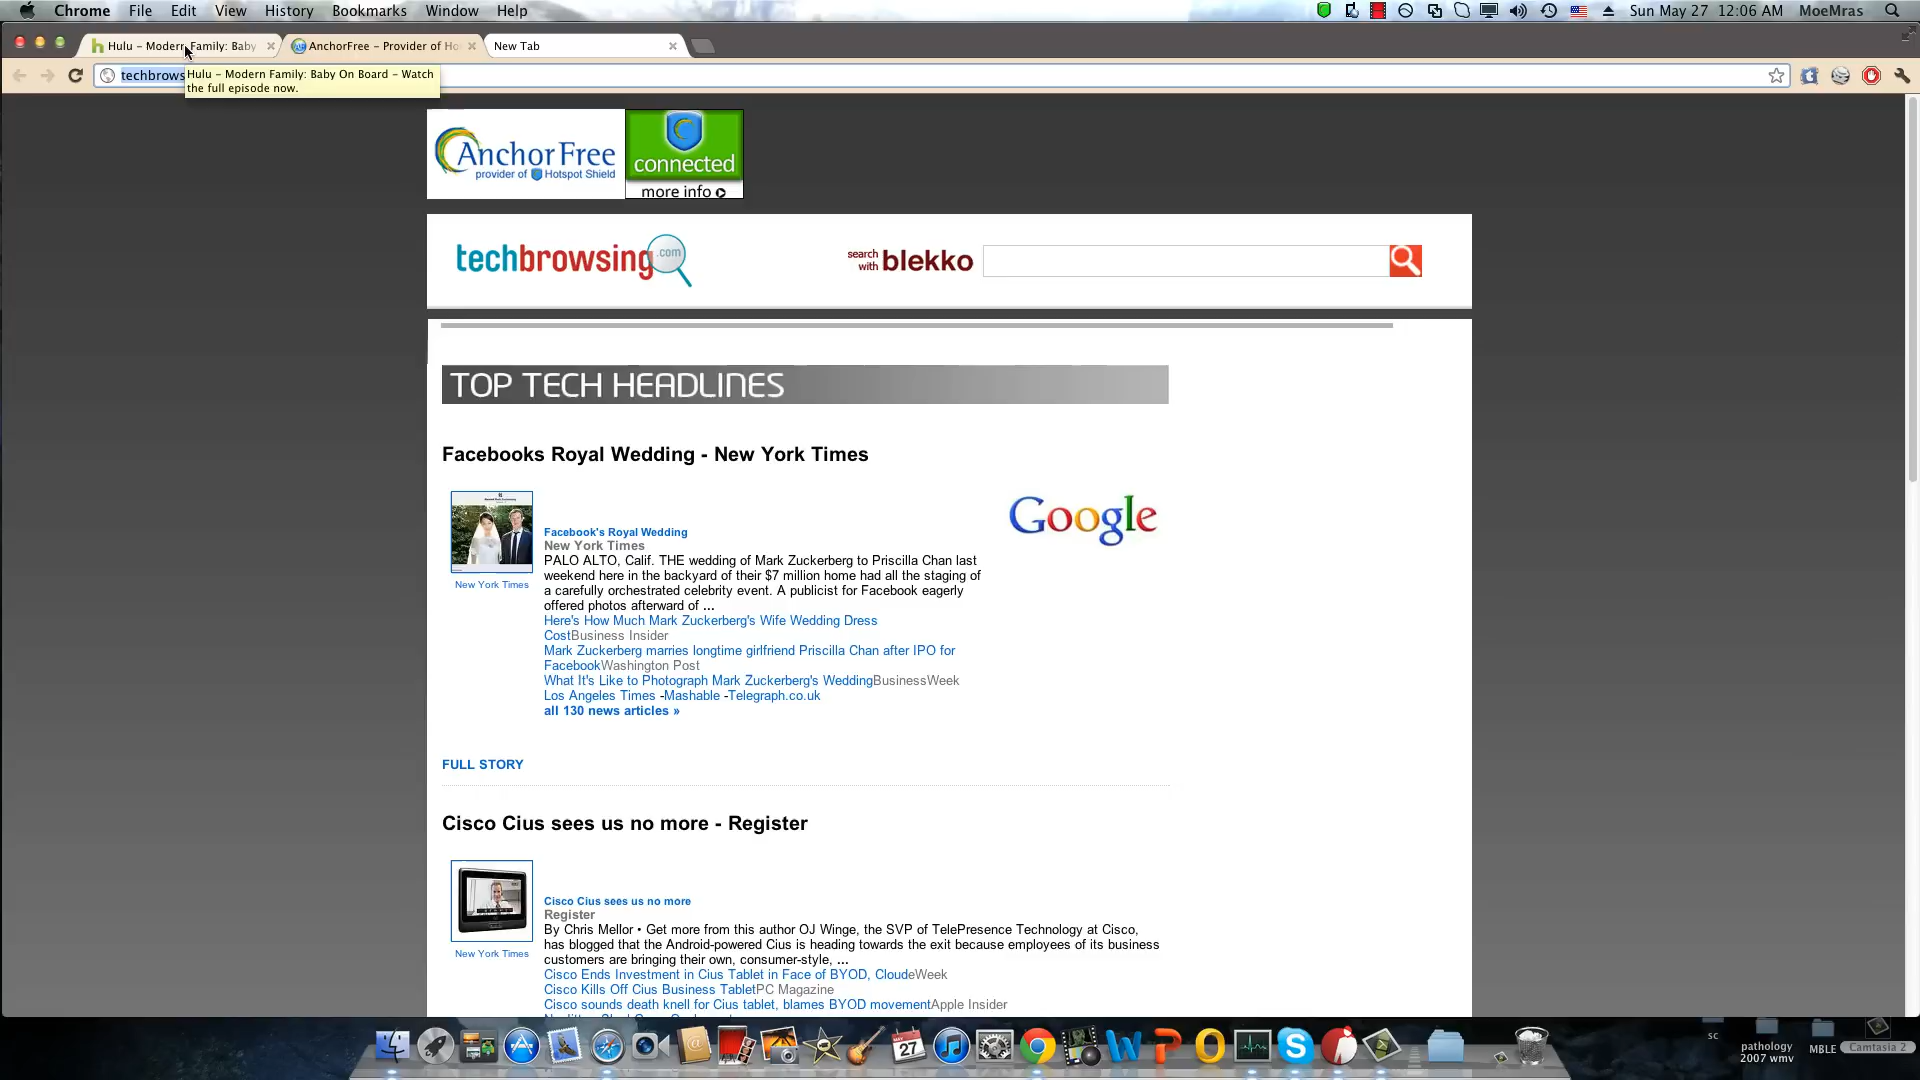 Chrome File Edit View History Bookmarks Window Help Sun May 27 12:06 AM MoeMras
Hulu – Modern Family: Baby AnchorFree – Provider of Ho New Tab
techbrows
Hulu – Modern Family: Baby On Board – Watch
the full episode now.
AnchorFree
provider of Hotspot Shield
connected
more info
techbrowsing.com
search with blekko
TOP TECH HEADLINES
Facebooks Royal Wedding - New York Times
Google
Facebook's Royal Wedding
New York Times
PALO ALTO, Calif. THE wedding of Mark Zuckerberg to Priscilla Chan last
weekend here in the backyard of their $7 million home had all the staging of
a carefully orchestrated celebrity event. A publicist for Facebook eagerly
offered photos afterward of ...
New York Times
Here's How Much Mark Zuckerberg's Wife Wedding Dress
CostBusiness Insider
Mark Zuckerberg marries longtime girlfriend Priscilla Chan after IPO for
FacebookWashington Post
What It's Like to Photograph Mark Zuckerberg's WeddingBusinessWeek
Los Angeles Times -Mashable -Telegraph.co.uk
all 130 news articles »
FULL STORY
Cisco Cius sees us no more - Register
Cisco Cius sees us no more
Register
By Chris Mellor • Get more from this author OJ Winge, the SVP of TelePresence Technology at Cisco,
has blogged that the Android-powered Cius is heading towards the exit because employees of its business
customers are bringing their own, consumer-style, ...
New York Times
Cisco Ends Investment in Cius Tablet in Face of BYOD, CloudeWeek
Cisco Kills Off Cius Business TabletPC Magazine
Cisco sounds death knell for Cius tablet, blames BYOD movementApple Insider
27
sc
pathology
2007 wmv
MBLE
Camtasia 2